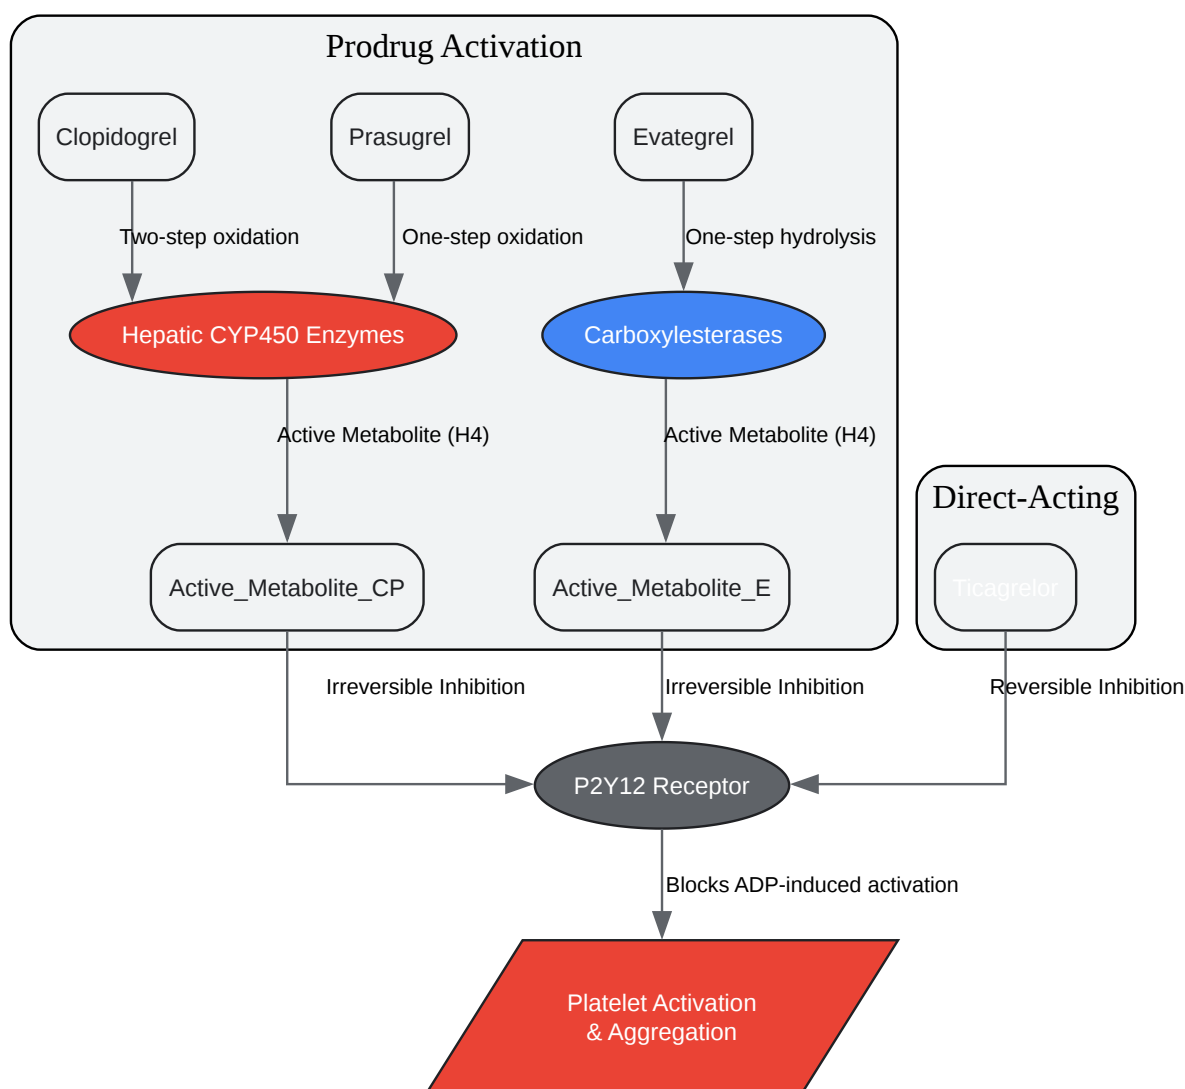 Prodrug Activation
Clopidogrel
Prasugrel
Evategrel
Two-step oxidation
One-step oxidation
One-step hydrolysis
Hepatic CYP450 Enzymes
Carboxylesterases
Active Metabolite (H4)
Active Metabolite (H4)
Direct-Acting
Active_Metabolite_CP
Active_Metabolite_E
Ticagrelor
Irreversible Inhibition
Irreversible Inhibition
Reversible Inhibition
P2Y12 Receptor
Blocks ADP-induced activation
Platelet Activation
& Aggregation